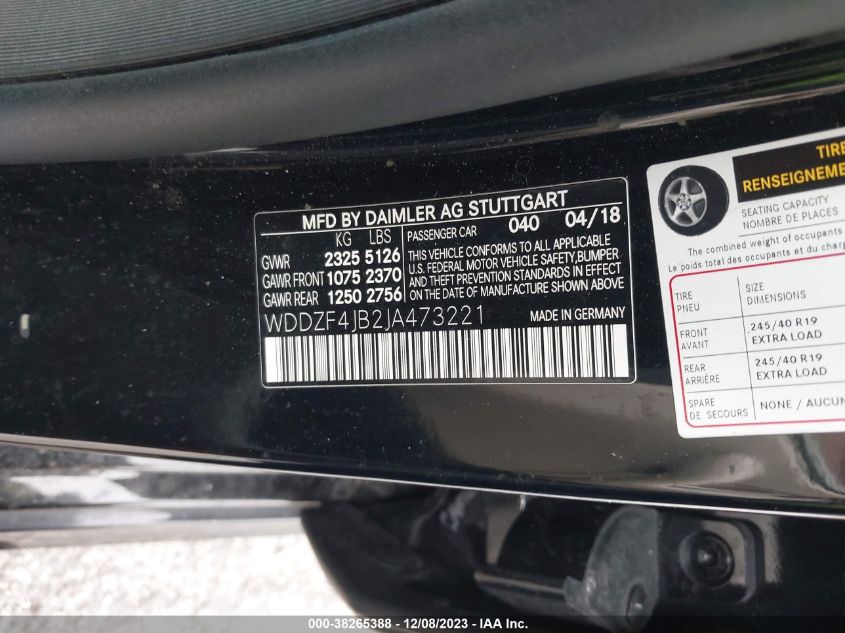 MFD BY DAIMLER AG STUTTGART
KG LBS
GVWR 2325 5126
GAWR FRONT 1075 2370
GAWR REAR 1250 2756
PASSENGER CAR 040 04/18
THIS VEHICLE CONFORMS TO ALL APPLICABLE
U.S. FEDERAL MOTOR VEHICLE SAFETY, BUMPER
AND THEFT PREVENTION STANDARDS IN EFFECT
ON THE DATE OF MANUFACTURE SHOWN ABOVE
WDDZF4JB2JA473221 MADE IN GERMANY
TIRE
RENSEIGNEME
SEATING CAPACITY
NOMBRE DE PLACES
The combined weight of occupants
Le poids total des occupants et du charg
TIRE SIZE
PNEU DIMENSIONS
FRONT 245/40 R19
AVANT EXTRA LOAD
REAR 245/40 R19
ARRIÈRE EXTRA LOAD
SPARE NONE / AUCUN
DE SECOURS
000-38265388 - 12/08/2023 - IAA Inc.